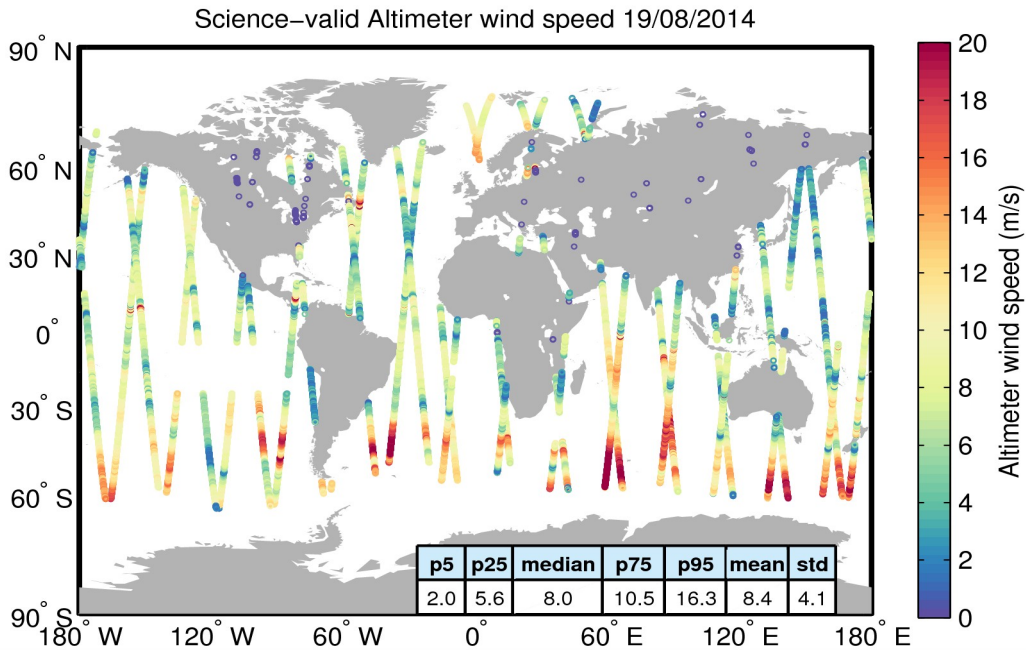 Science−valid Altimeter wind speed 19/08/2014
90° N
60° N
30° N
0°
30° S
60° S
90° S
180° W 120° W 60° W 0° 60° E 120° E 180° E
p5 p25 median p75 p95 mean std
2.0 5.6 8.0 10.5 16.3 8.4 4.1
20
18
16
14
12
10
8
6
4
2
0
Altimeter wind speed (m/s)